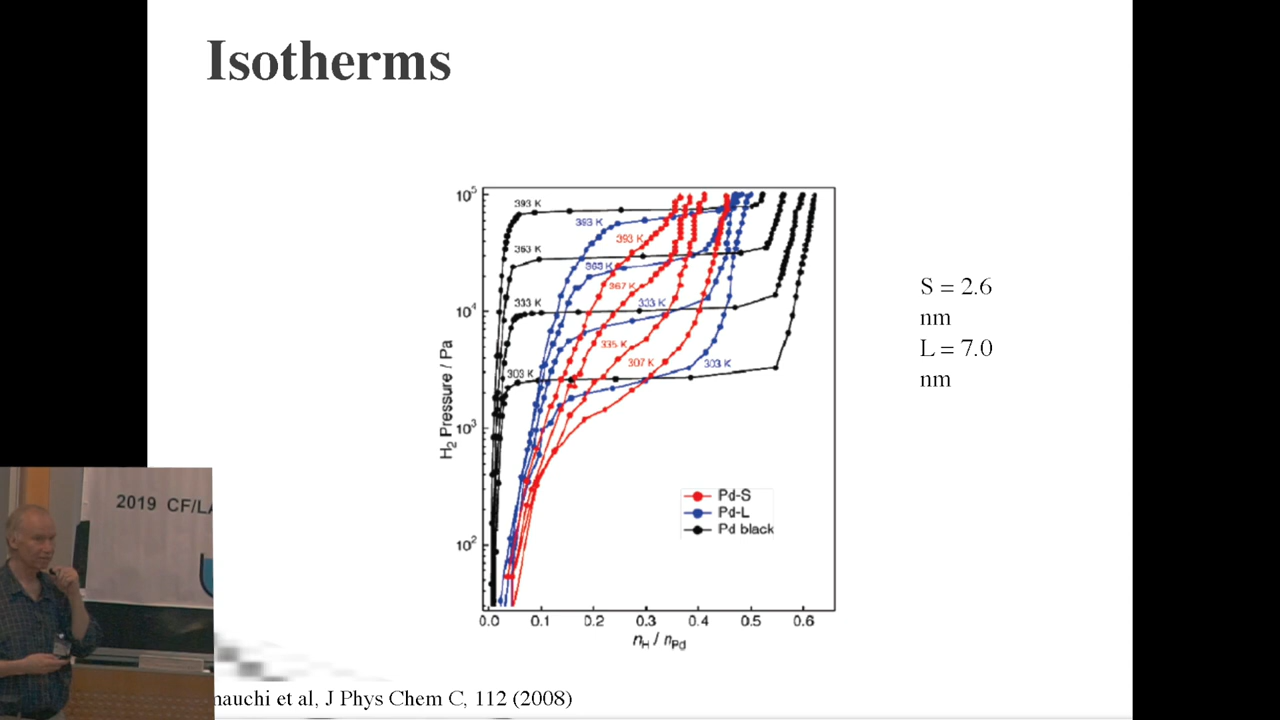 Isotherms
10⁵
10⁴
10³
10²
H₂ Pressure / Pa
393 K
363 K
333 K
303 K
393 K
363 K
333 K
303 K
393 K
367 K
335 K
307 K
Pd-S
Pd-L
Pd black
0.0 0.1 0.2 0.3 0.4 0.5 0.6
nH / nPd
S = 2.6
nm
L = 7.0
nm
2019 CF/LA
mauchi et al, J Phys Chem C, 112 (2008)